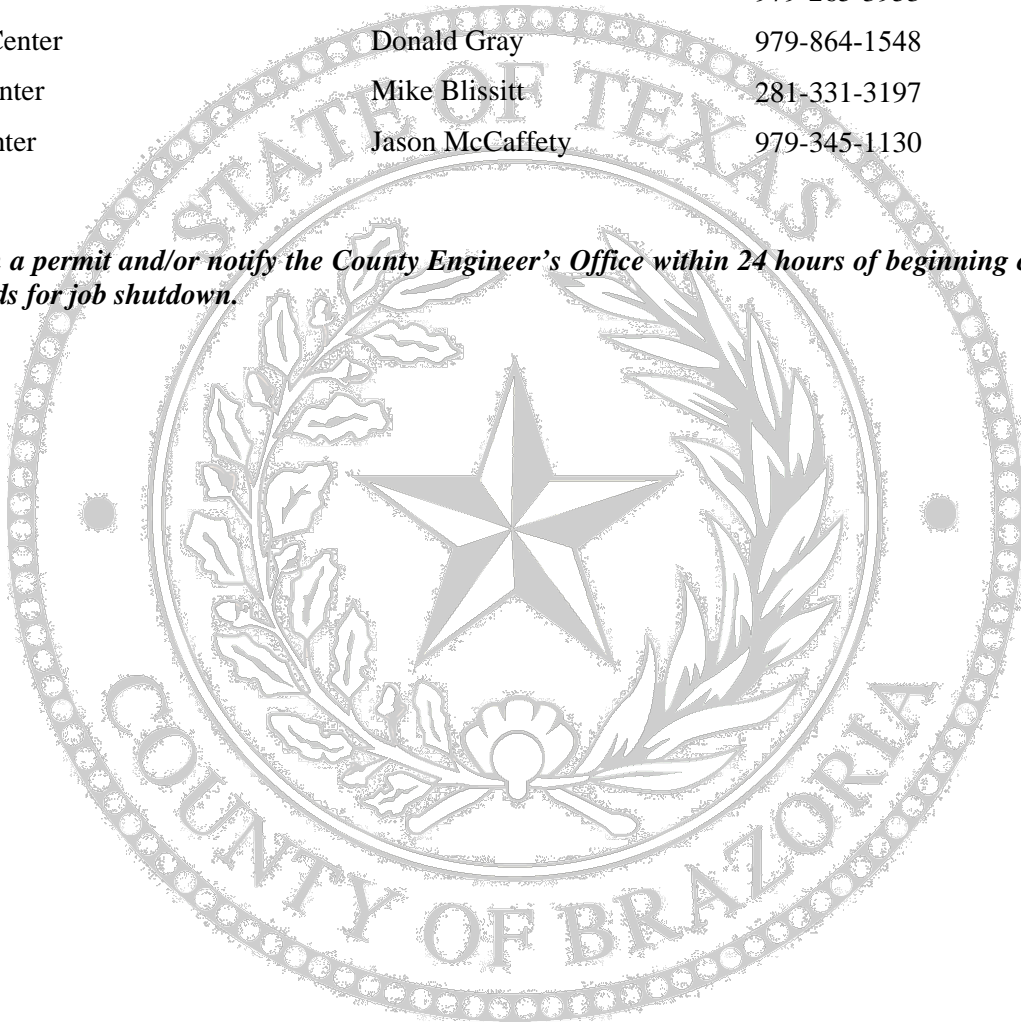 Center Donald Gray 979-864-1548
nter Mike Blissitt 281-331-3197
nter Jason McCaffety 979-345-1130
a permit and/or notify the County Engineer’s Office within 24 hours of beginning
ds for job shutdown.
STATE OF TEXAS
COUNTY OF BRAZORIA